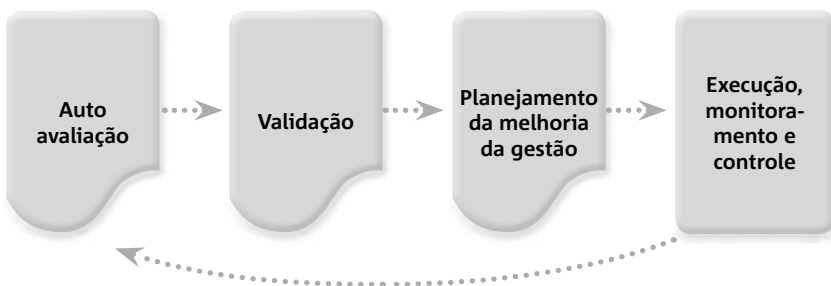 Auto
avaliação
Validação
Planejamento
da melhoria
da gestão
Execução,
monitora-
mento e
controle